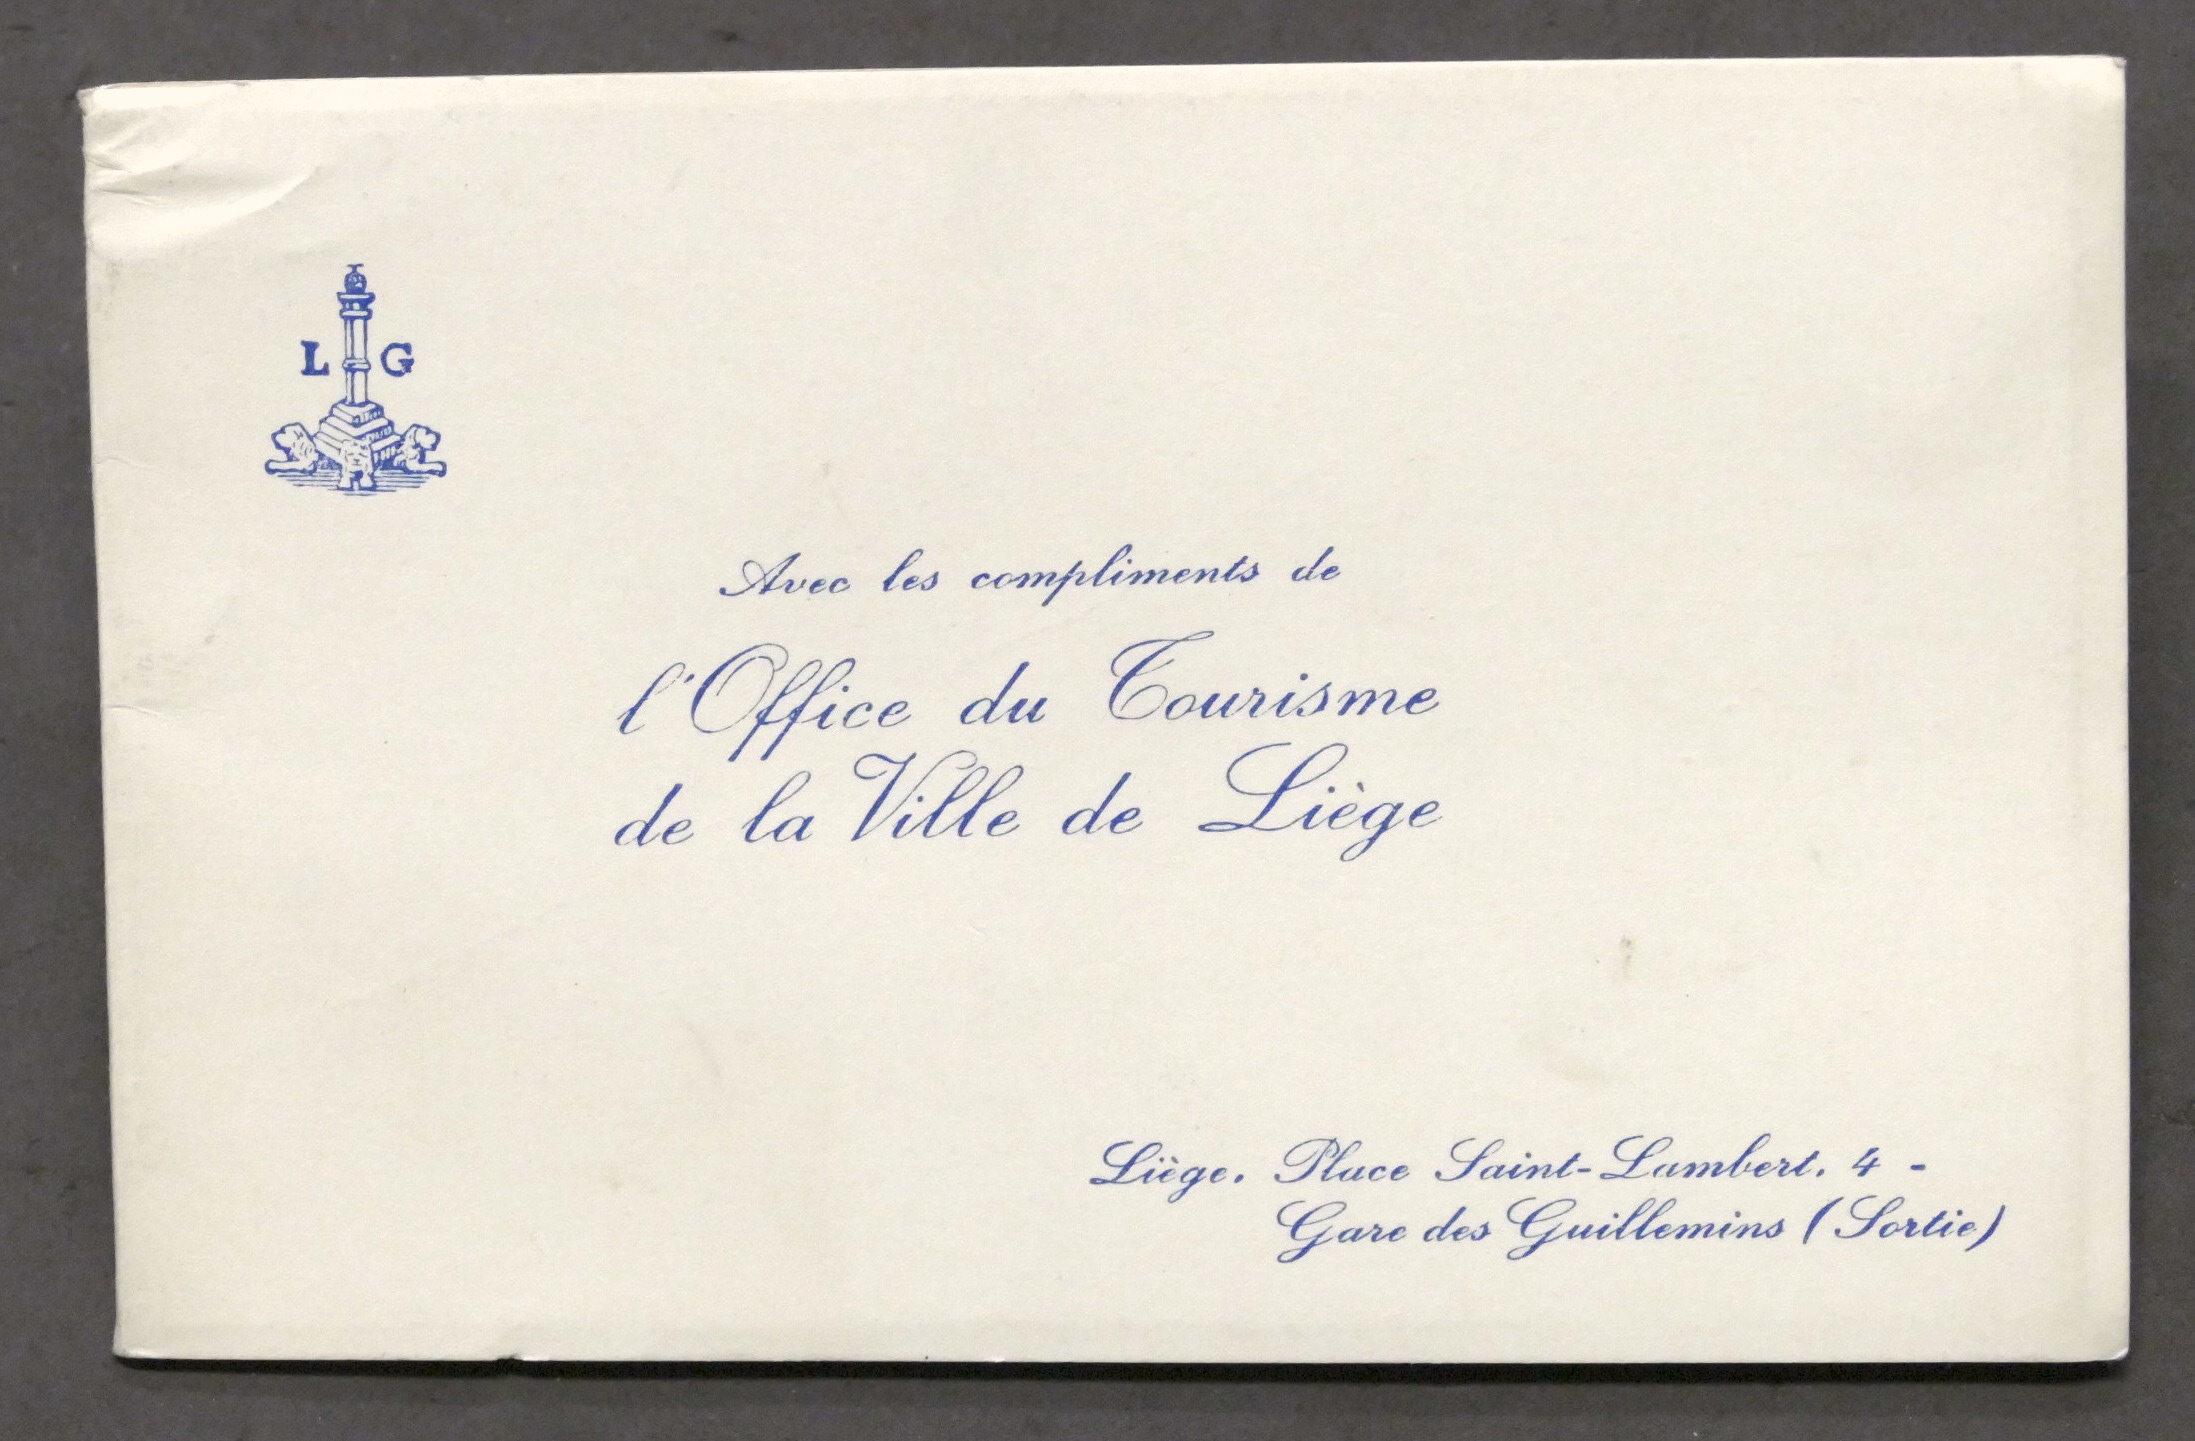 L G
Avec les compliments de
l'Office du Tourisme
de la Ville de Liège
Liège. Place Saint-Lambert. 4 -
Gare des Guillemins (Sortie)